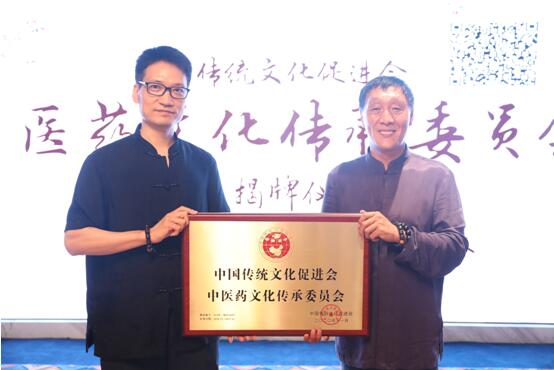 传统文化促进会
医药文化传承委员会
揭牌仪
中国传统文化促进会
中医药文化传承委员会